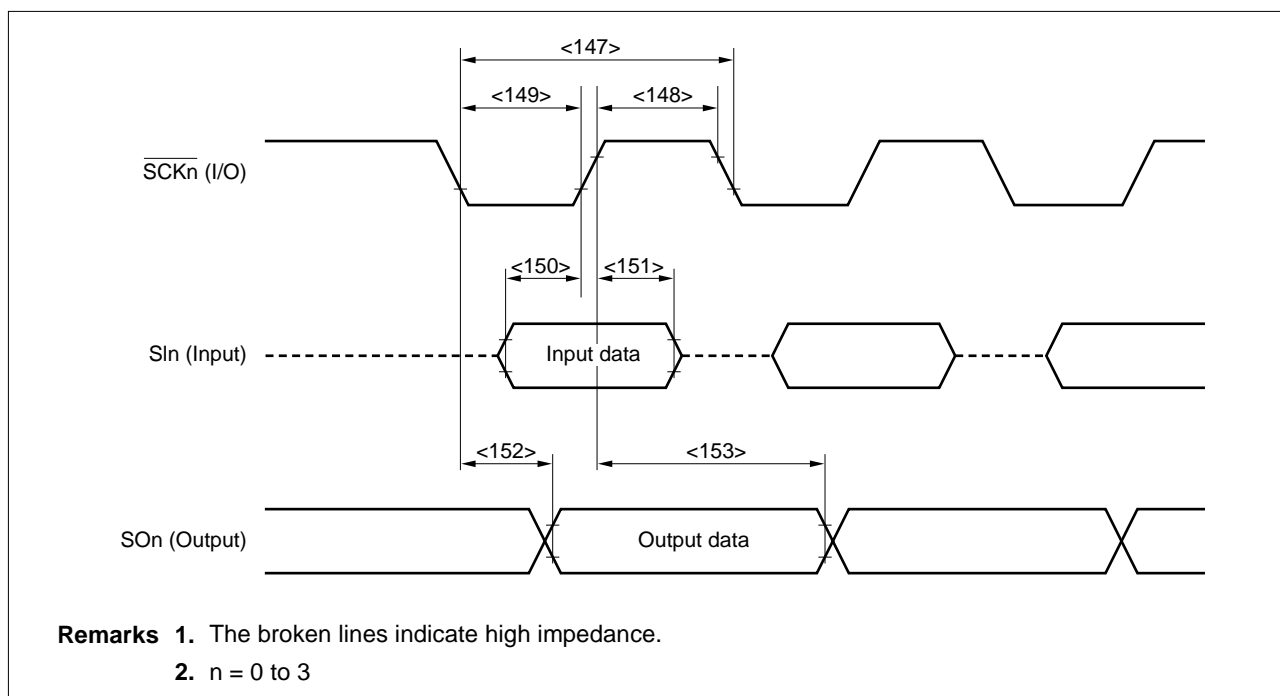 <147>
<149>
<148>
SCKn (I/O)
<150>
<151>
SIn (Input)
Input data
<152>
<153>
SOn (Output)
Output data
Remarks 1. The broken lines indicate high impedance.
2. n = 0 to 3